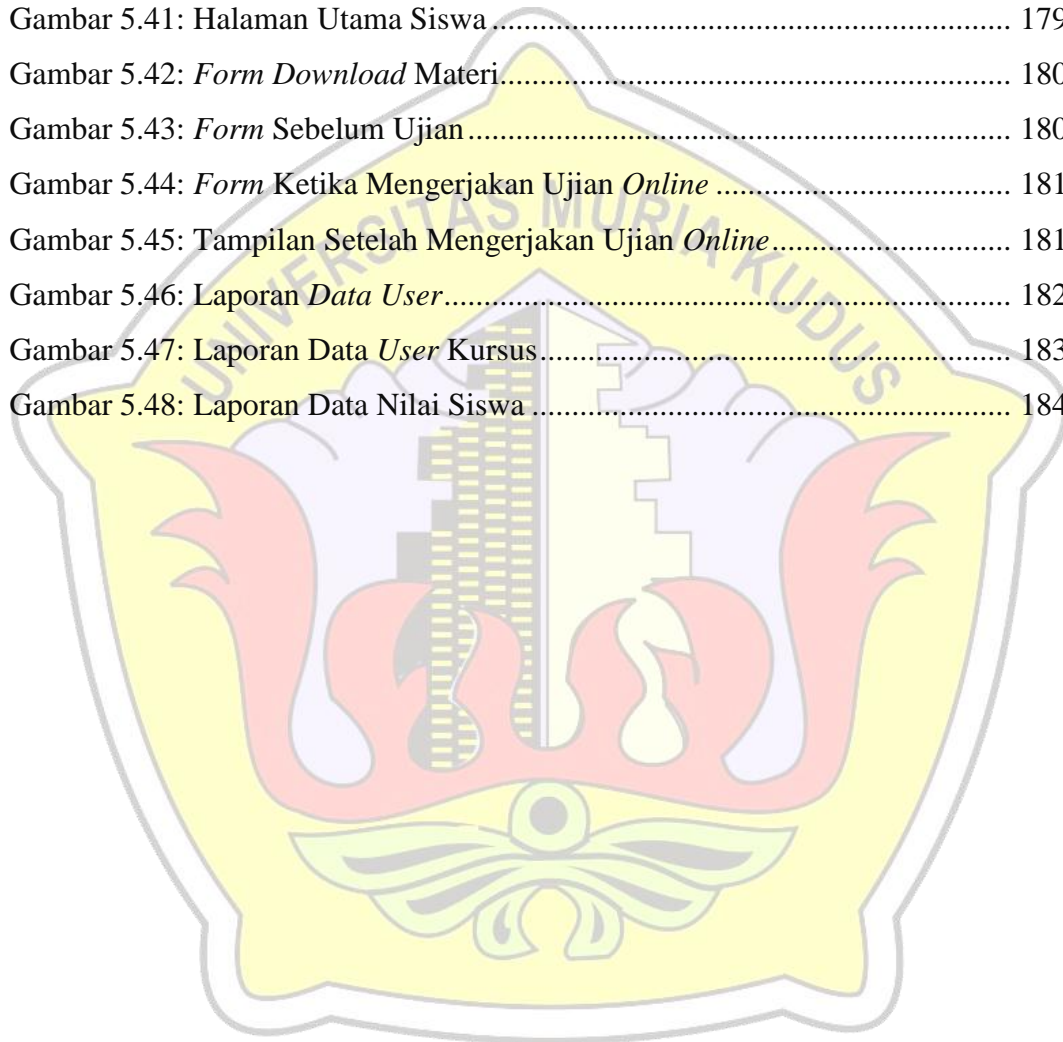 Gambar 5.41: Halaman Utama Siswa ................................................................ 179
Gambar 5.42: Form Download Materi............................................................... 180
Gambar 5.43: Form Sebelum Ujian ................................................................... 180
Gambar 5.44: Form Ketika Mengerjakan Ujian Online ..................................... 181
Gambar 5.45: Tampilan Setelah Mengerjakan Ujian Online.............................. 181
Gambar 5.46: Laporan Data User....................................................................... 182
Gambar 5.47: Laporan Data User Kursus........................................................... 183
Gambar 5.48: Laporan Data Nilai Siswa ............................................................ 184
UNIVERSITAS MURIA KUDUS